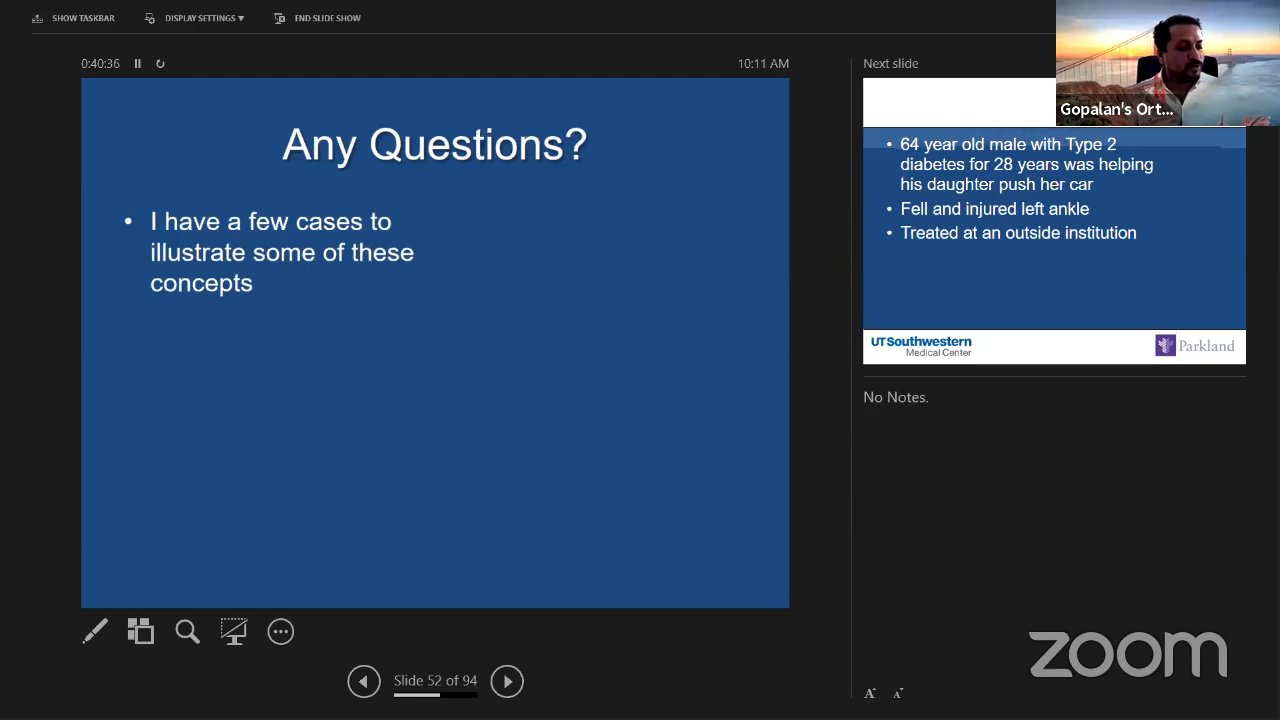 SHOW TASKBAR
DISPLAY SETTINGS ▾
END SLIDE SHOW
0:40:36
10:11 AM
Any Questions?
• I have a few cases to
illustrate some of these
concepts
Slide 52 of 94
Next slide
Gopalan's Ort...
• 64 year old male with Type 2
diabetes for 28 years was helping
his daughter push her car
• Fell and injured left ankle
• Treated at an outside institution
UTSouthwestern
Medical Center
Parkland
No Notes.
A A
zoom